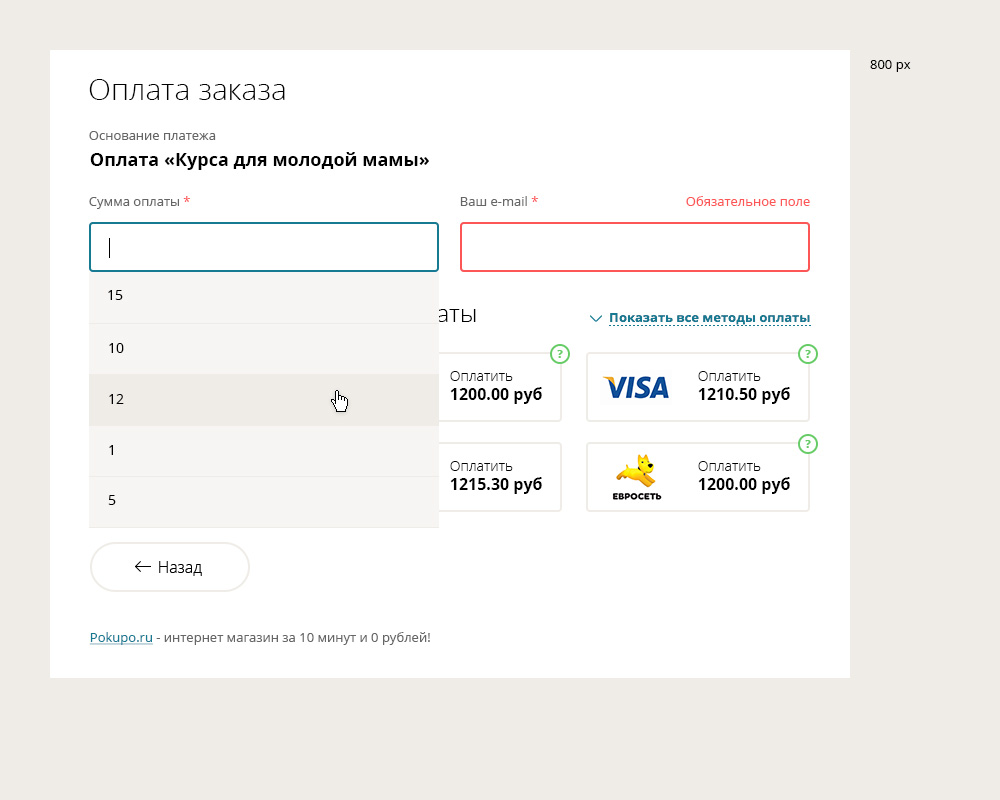 800 px
Оплата заказа
Основание платежа
Оплата «Курса для молодой мамы»
Сумма оплаты *
Ваш e-mail *
Обязательное поле
15
10
12
1
5
Показать все методы оплаты
?
Оплатить
1200.00 руб
?
VISA
Оплатить
1210.50 руб
Оплатить
1215.30 руб
?
ЕВРОСЕТЬ
Оплатить
1200.00 руб
← Назад
Pokupo.ru - интернет магазин за 10 минут и 0 рублей!